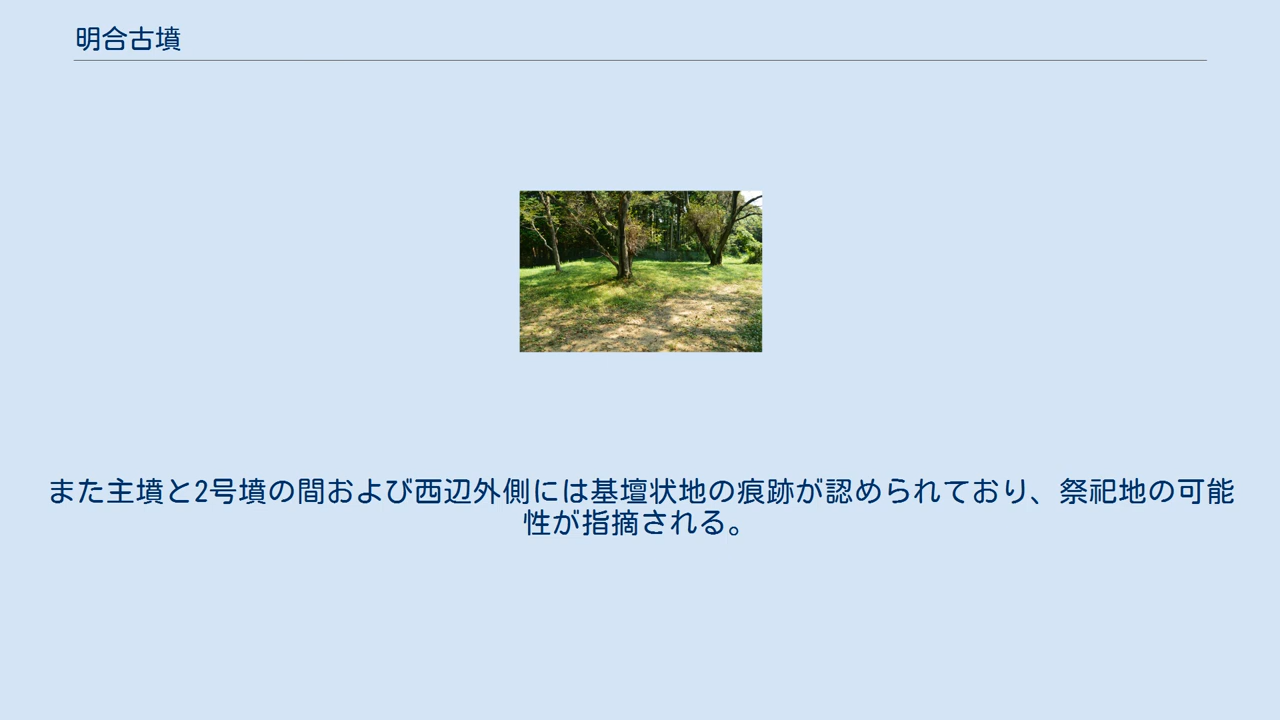 明合古墳
また主墳と2号墳の間および西辺外側には基壇状地の痕跡が認められており、祭祀地の可能
性が指摘される。